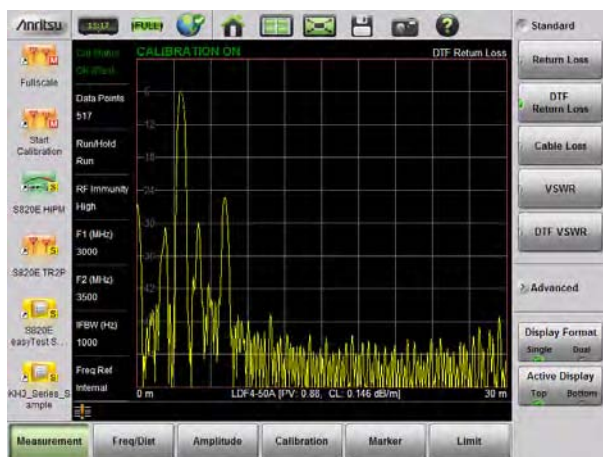 Anritsu
11:17
(FULL)
Standard
Fullscale
Start
Calibration
S820E HiPM
S820E TR2P
S820E
easyTest S...
KH3_Series_S
ample
Cal Status
Data Points
517
Run/Hold
Run
RF Immunity
High
F1 (MHz)
3000
F2 (MHz)
3500
IFBW (Hz)
1000
Freq Ref
Internal
CALIBRATION ON
DTF Return Loss
-6
-12
-18
-24
-30
-42
0 m
LDF4-50A [PV: 0.88, CL: 0.146 dB/m]
30 m
Return Loss
DTF
Return Loss
Cable Loss
VSWR
DTF VSWR
Advanced
Display Format
Single Dual
Active Display
Top Bottom
Measurement
Freq/Dist
Amplitude
Calibration
Marker
Limit